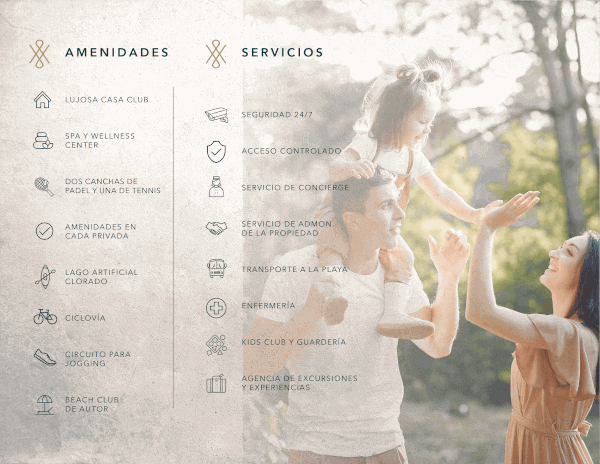 AMENIDADES
LUJOSA CASA CLUB
SPA Y WELLNESS
CENTER
DOS CANCHAS DE
PADEL Y UNA DE TENNIS
AMENIDADES EN
CADA PRIVADA
LAGO ARTIFICIAL
CLORADO
CICLOVÍA
CIRCUITO PARA
JOGGING
BEACH CLUB
DE AUTOR
SERVICIOS
SEGURIDAD 24/7
ACCESO CONTROLADO
SERVICIO DE CONCIERGE
SERVICIO DE ADMON.
DE LA PROPIEDAD
TRANSPORTE A LA PLAYA
ENFERMERÍA
KIDS CLUB Y GUARDERÍA
AGENCIA DE EXCURSIONES
Y EXPERIENCIAS